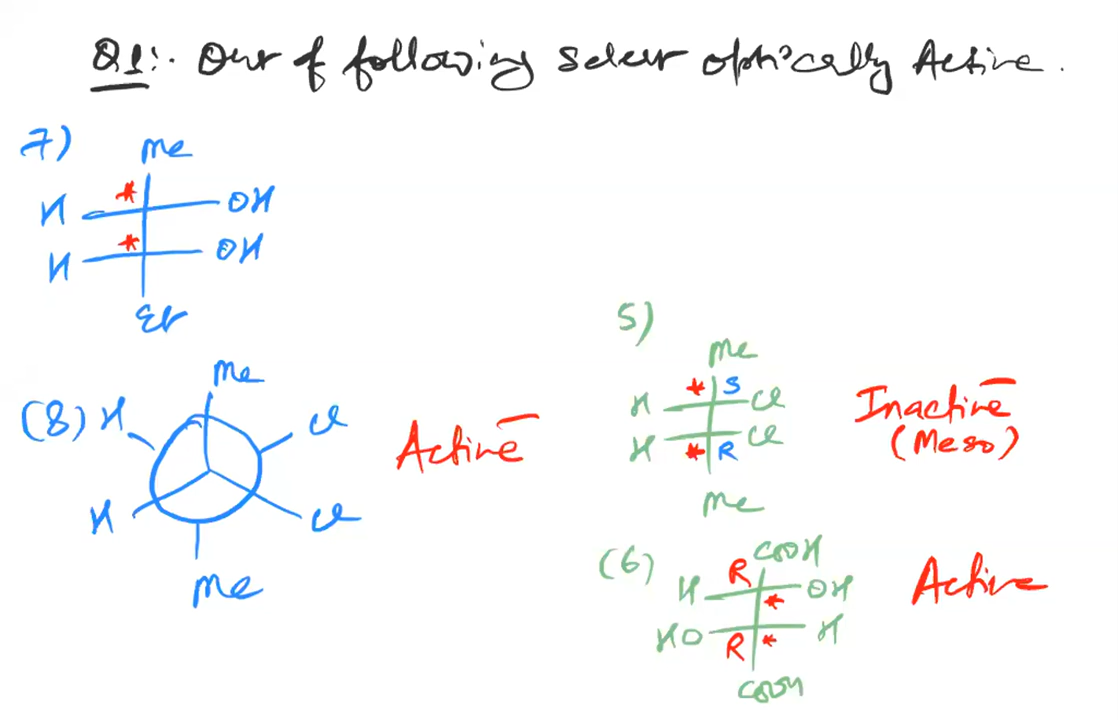 Q1:- Out of following select optically Active.
7)
Me
* H OH
* H OH
Et
(8) H Me Cl
H Cl
Me
Active
5)
Me
H * S Cl
H * R Cl
Me
Inactive
(Meso)
(6) COOH
H R * OH
HO R * H
COOH
Active